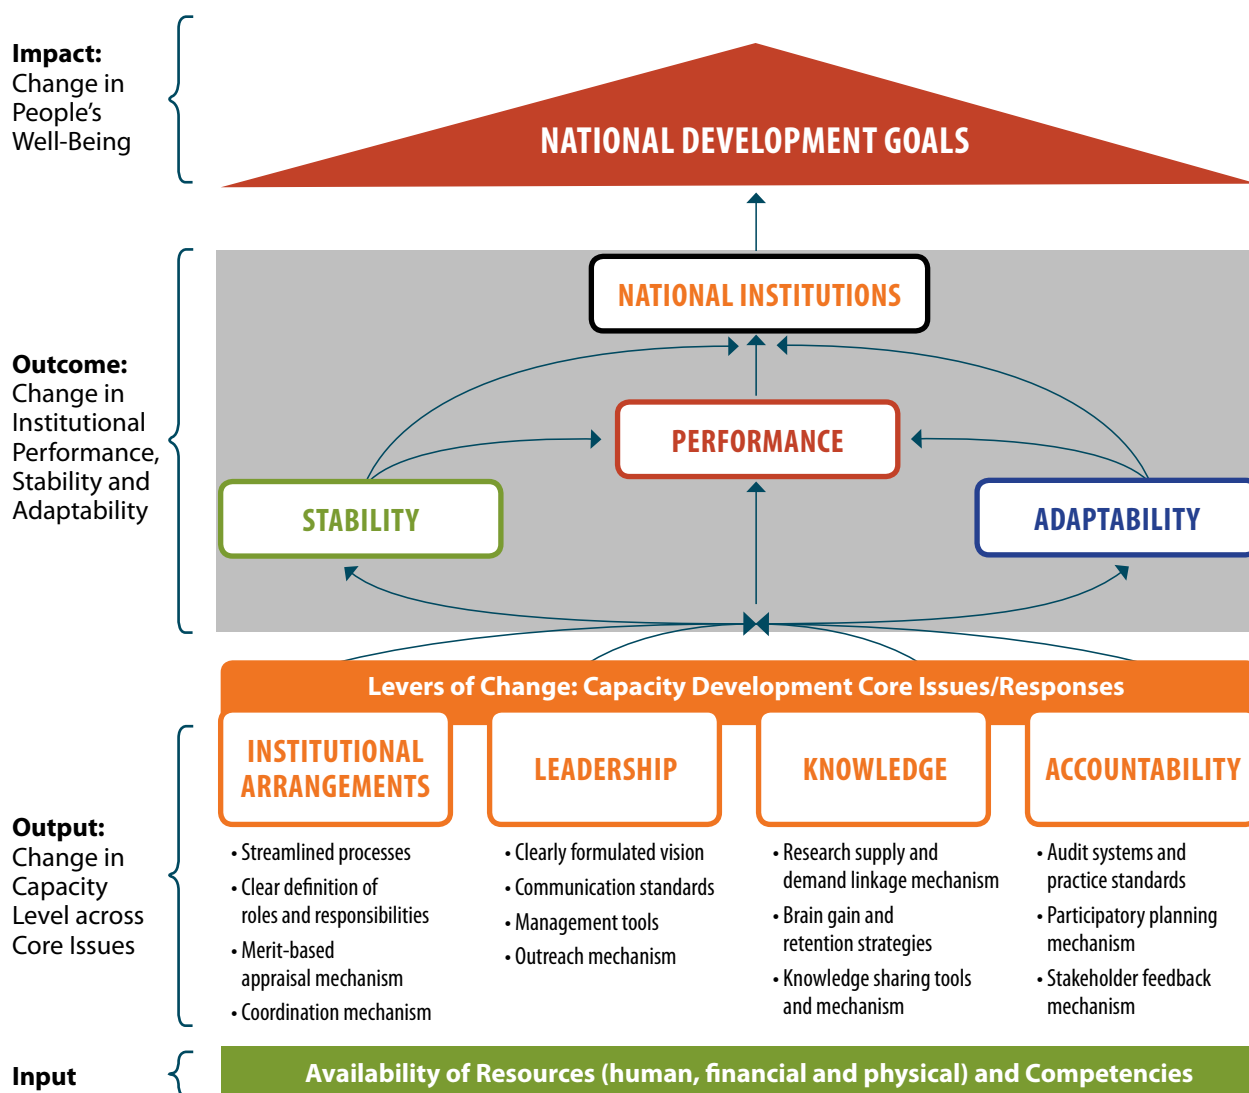 Impact:
Change in
People’s
Well-Being
NATIONAL DEVELOPMENT GOALS
Outcome:
Change in
Institutional
Performance,
Stability and
Adaptability
NATIONAL INSTITUTIONS
PERFORMANCE
STABILITY
ADAPTABILITY
Levers of Change: Capacity Development Core Issues/Responses
Output:
Change in
Capacity
Level across
Core Issues
INSTITUTIONAL
ARRANGEMENTS
• Streamlined processes
• Clear definition of
roles and responsibilities
• Merit-based
appraisal mechanism
• Coordination mechanism
LEADERSHIP
• Clearly formulated vision
• Communication standards
• Management tools
• Outreach mechanism
KNOWLEDGE
• Research supply and
demand linkage mechanism
• Brain gain and
retention strategies
• Knowledge sharing tools
and mechanism
ACCOUNTABILITY
• Audit systems and
practice standards
• Participatory planning
mechanism
• Stakeholder feedback
mechanism
Input
Availability of Resources (human, financial and physical) and Competencies